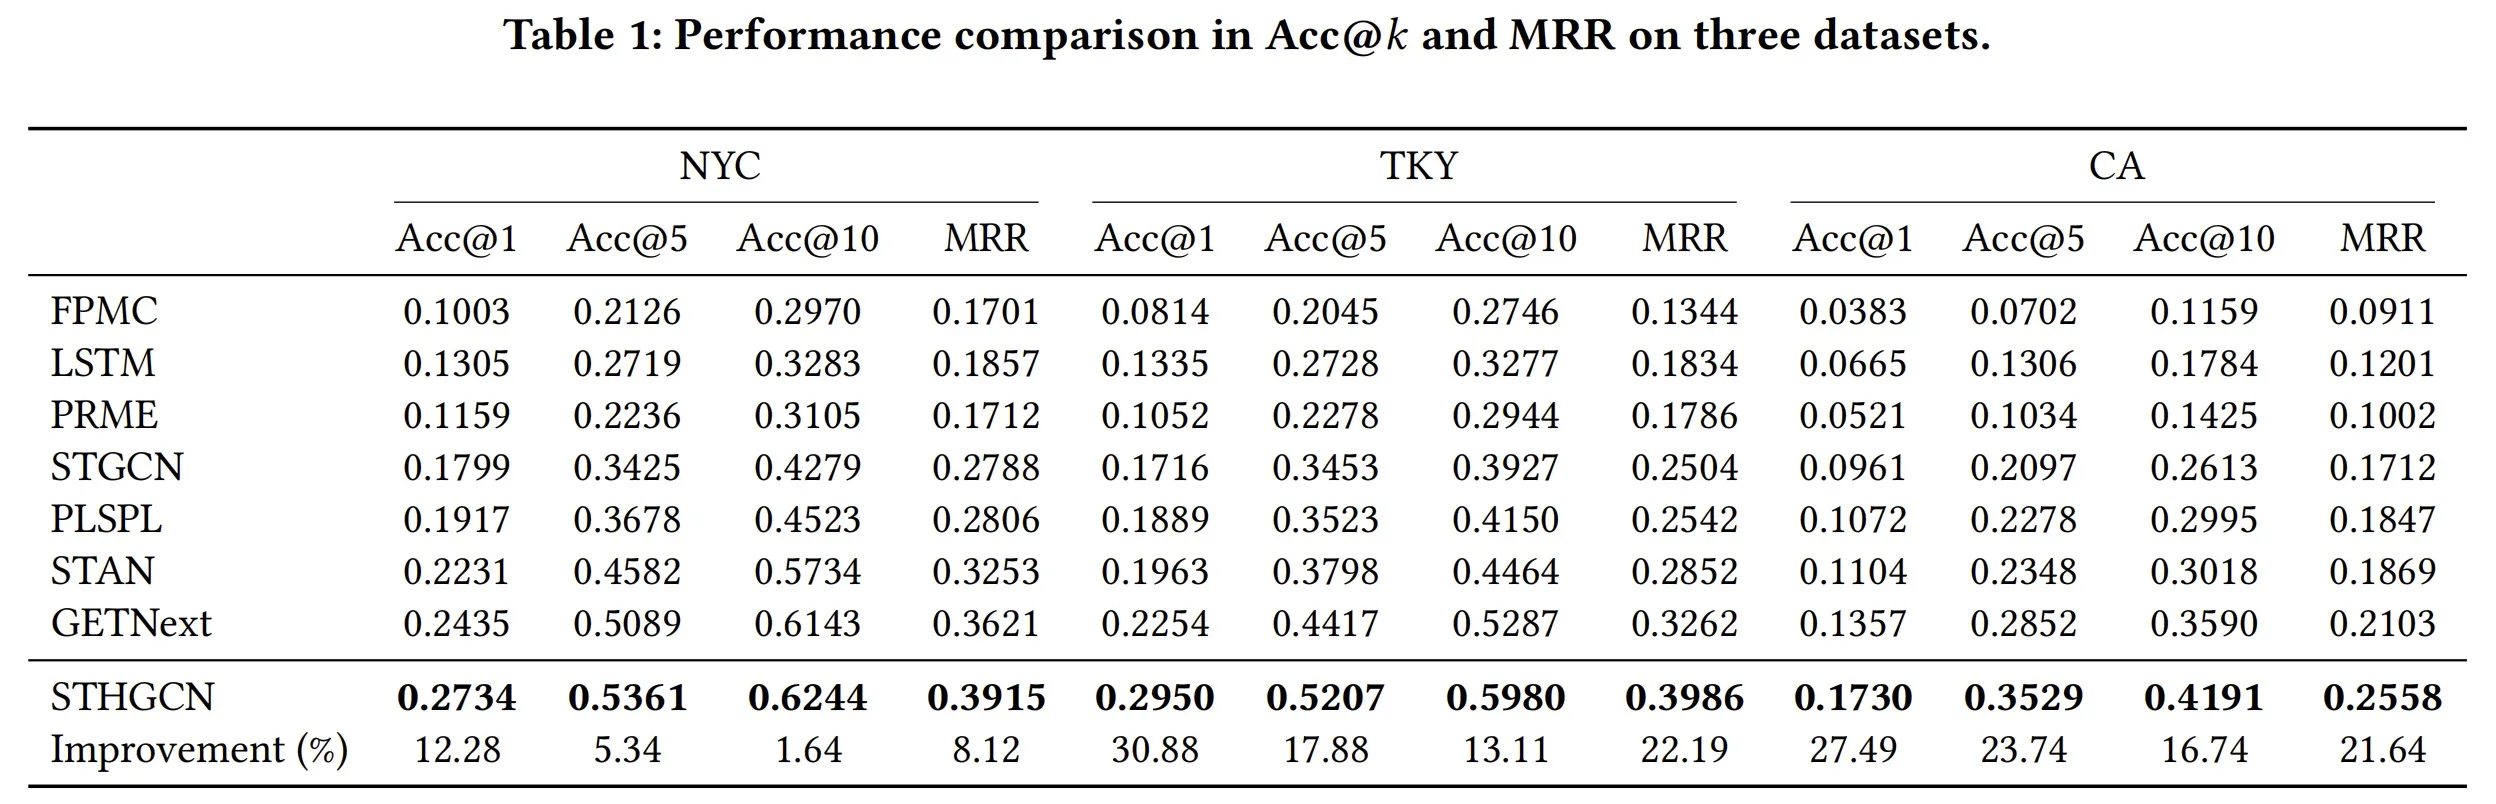 Table 1: Performance comparison in Acc@k and MRR on three datasets.
NYC TKY CA
Acc@1 Acc@5 Acc@10 MRR Acc@1 Acc@5 Acc@10 MRR Acc@1 Acc@5 Acc@10 MRR
FPMC 0.1003 0.2126 0.2970 0.1701 0.0814 0.2045 0.2746 0.1344 0.0383 0.0702 0.1159 0.0911
LSTM 0.1305 0.2719 0.3283 0.1857 0.1335 0.2728 0.3277 0.1834 0.0665 0.1306 0.1784 0.1201
PRME 0.1159 0.2236 0.3105 0.1712 0.1052 0.2278 0.2944 0.1786 0.0521 0.1034 0.1425 0.1002
STGCN 0.1799 0.3425 0.4279 0.2788 0.1716 0.3453 0.3927 0.2504 0.0961 0.2097 0.2613 0.1712
PLSPL 0.1917 0.3678 0.4523 0.2806 0.1889 0.3523 0.4150 0.2542 0.1072 0.2278 0.2995 0.1847
STAN 0.2231 0.4582 0.5734 0.3253 0.1963 0.3798 0.4464 0.2852 0.1104 0.2348 0.3018 0.1869
GETNext 0.2435 0.5089 0.6143 0.3621 0.2254 0.4417 0.5287 0.3262 0.1357 0.2852 0.3590 0.2103
STHGCN 0.2734 0.5361 0.6244 0.3915 0.2950 0.5207 0.5980 0.3986 0.1730 0.3529 0.4191 0.2558
Improvement (%) 12.28 5.34 1.64 8.12 30.88 17.88 13.11 22.19 27.49 23.74 16.74 21.64